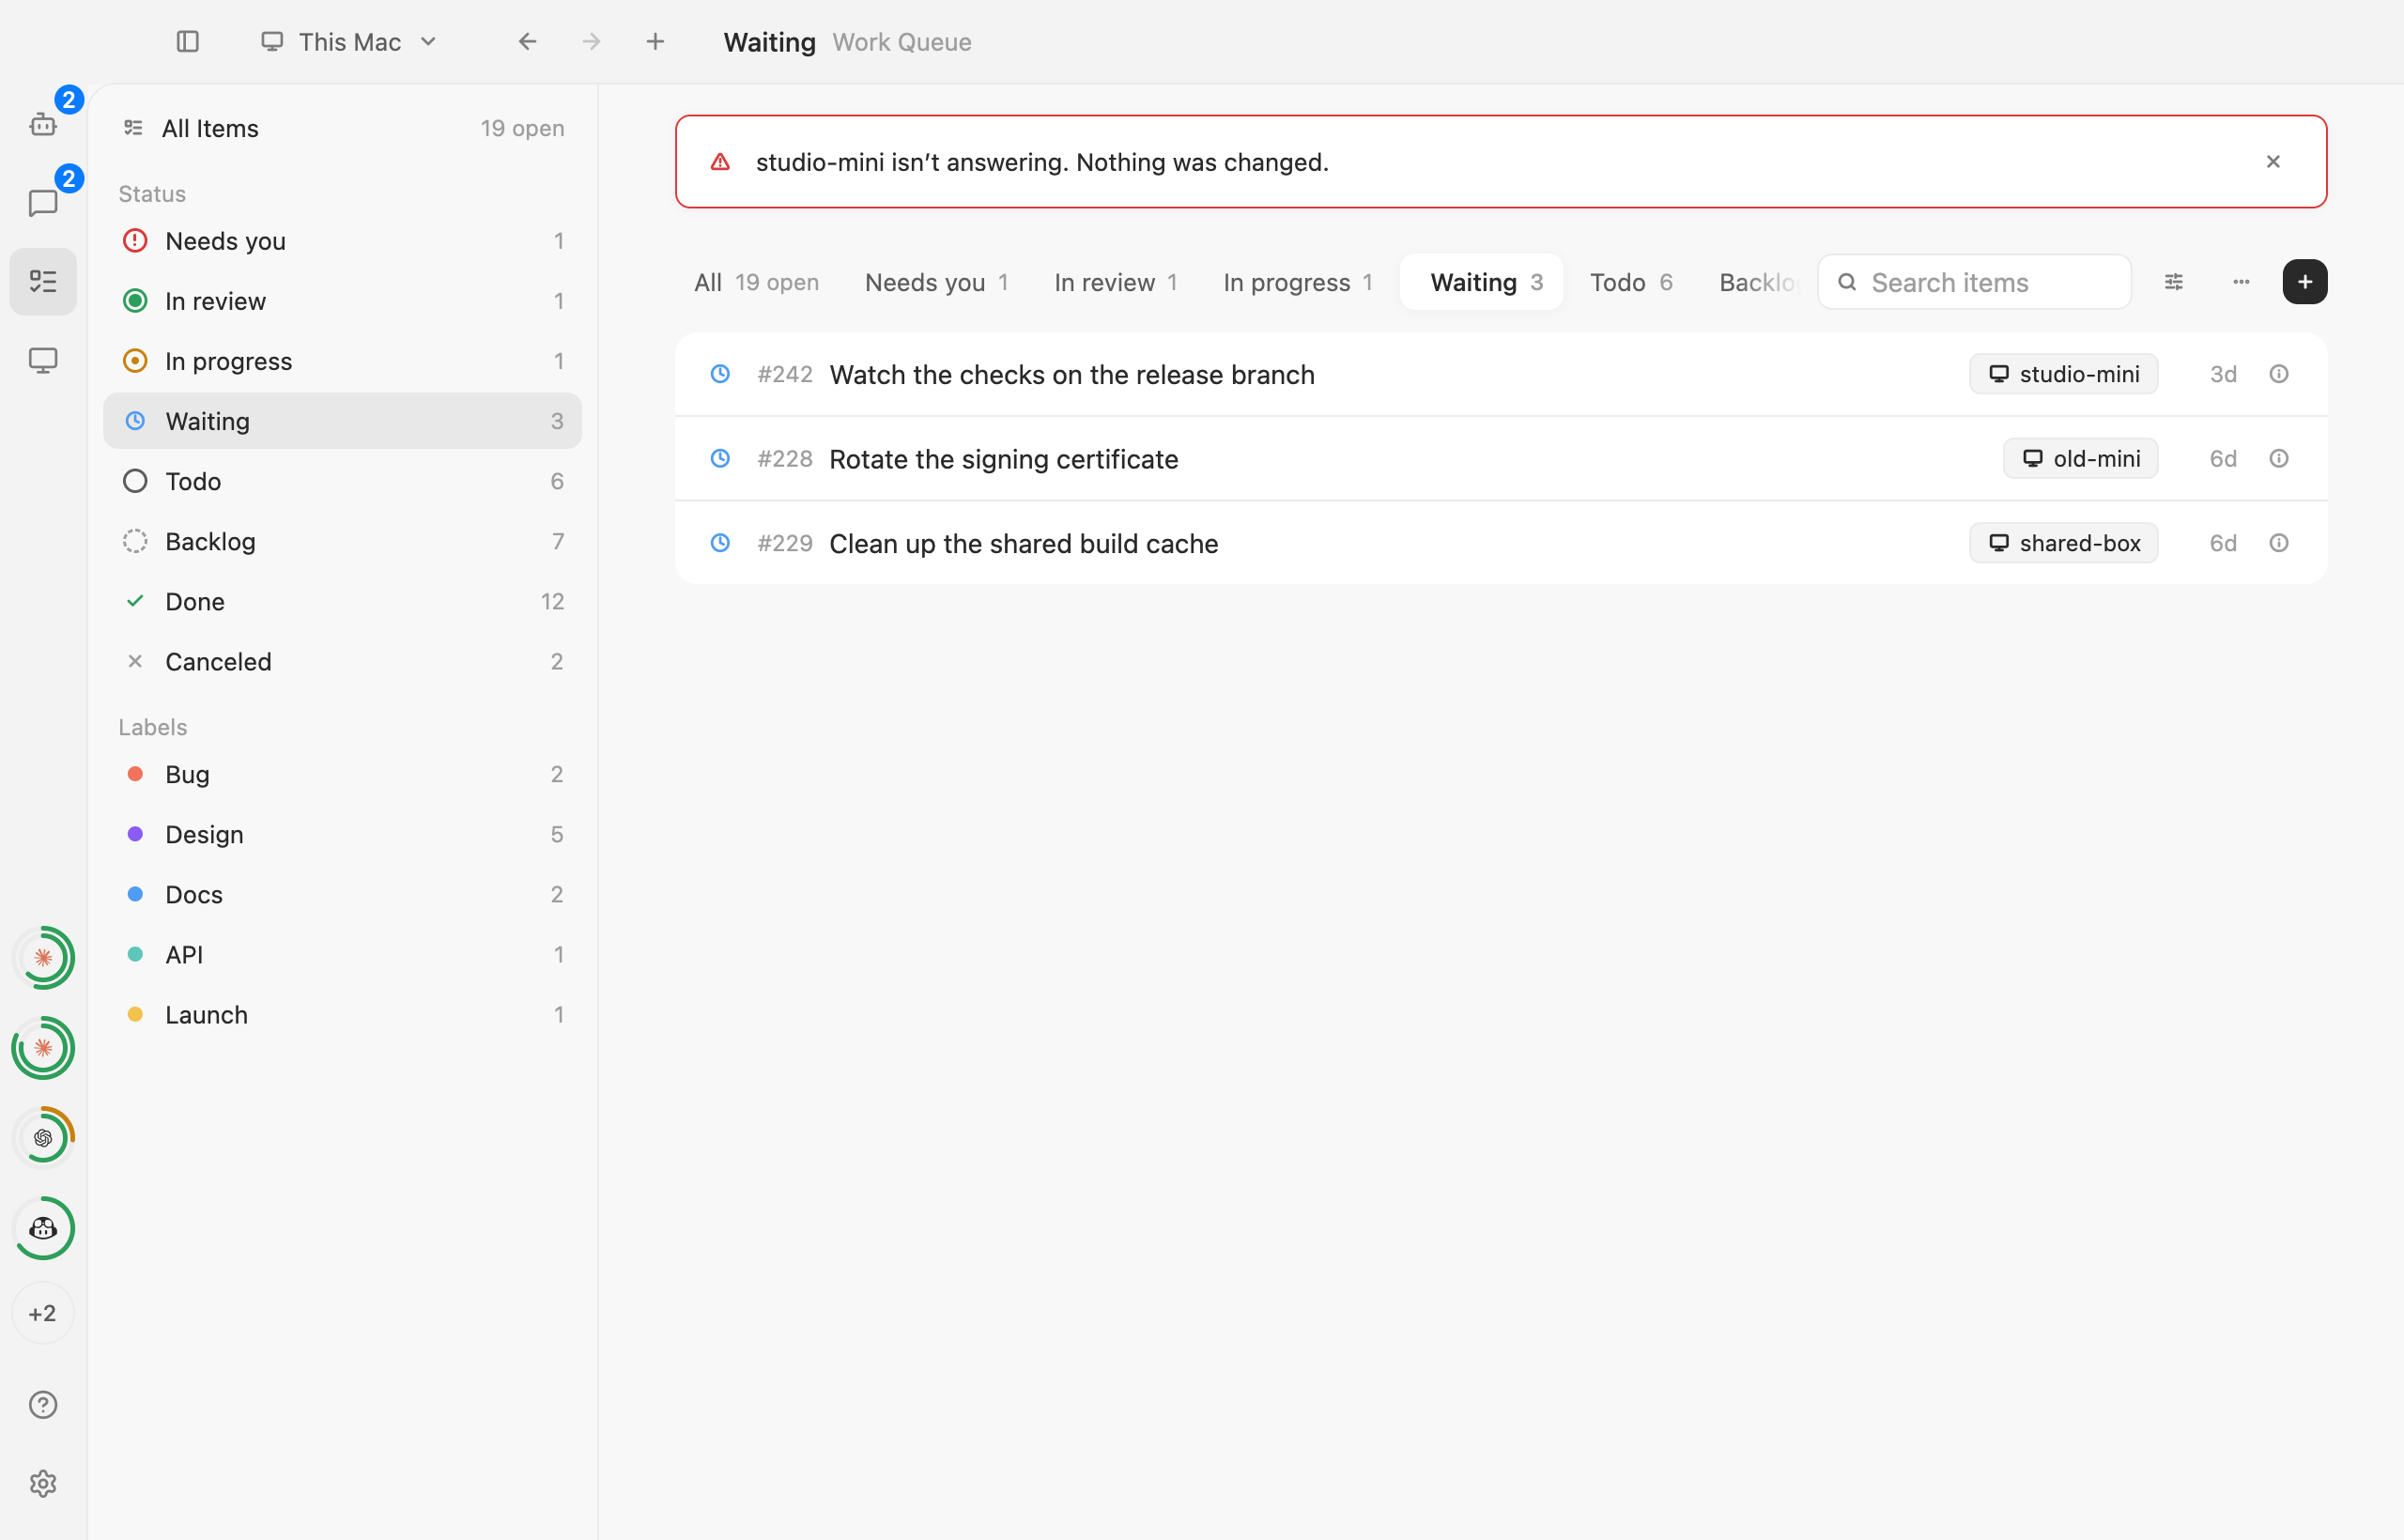 This Mac
Waiting Work Queue
2
2
All Items 19 open
Status
Needs you 1
In review 1
In progress 1
Waiting 3
Todo 6
Backlog 7
Done 12
Canceled 2
Labels
Bug 2
Design 5
Docs 2
API 1
Launch 1
+2
studio-mini isn’t answering. Nothing was changed.
All 19 open Needs you 1 In review 1 In progress 1 Waiting 3 Todo 6 Backlo Search items
#242 Watch the checks on the release branch studio-mini 3d
#228 Rotate the signing certificate old-mini 6d
#229 Clean up the shared build cache shared-box 6d